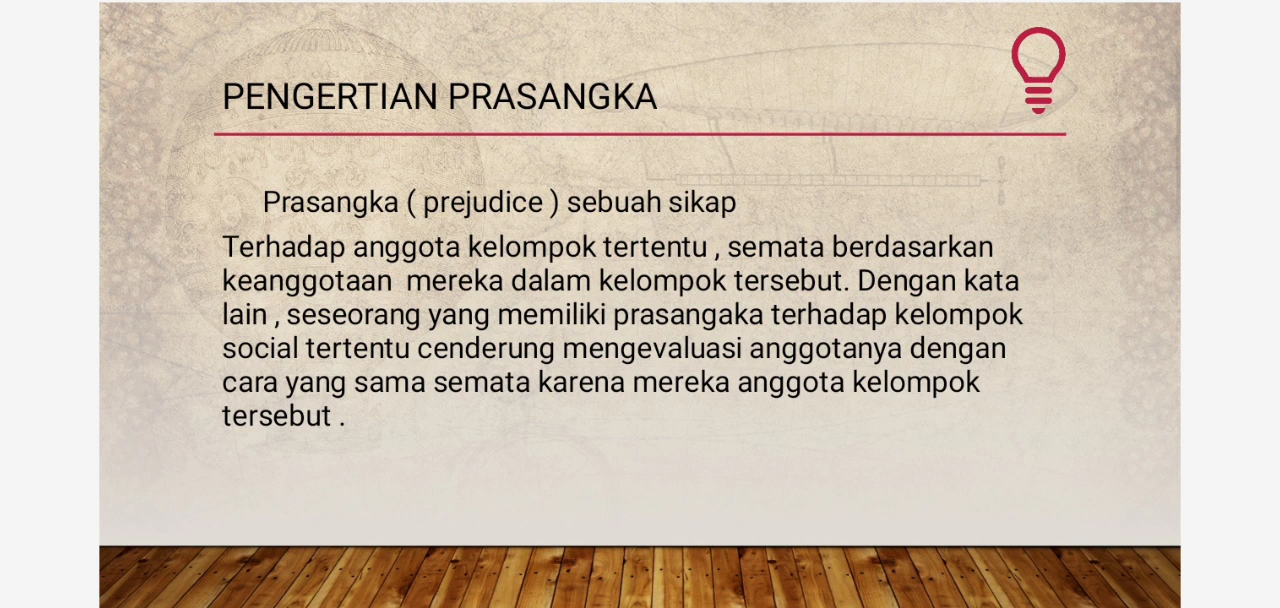 PENGERTIAN PRASANGKA
Prasangka ( prejudice ) sebuah sikap
Terhadap anggota kelompok tertentu , semata berdasarkan
keanggotaan  mereka dalam kelompok tersebut. Dengan kata
lain , seseorang yang memiliki prasangaka terhadap kelompok
social tertentu cenderung mengevaluasi anggotanya dengan
cara yang sama semata karena mereka anggota kelompok
tersebut .